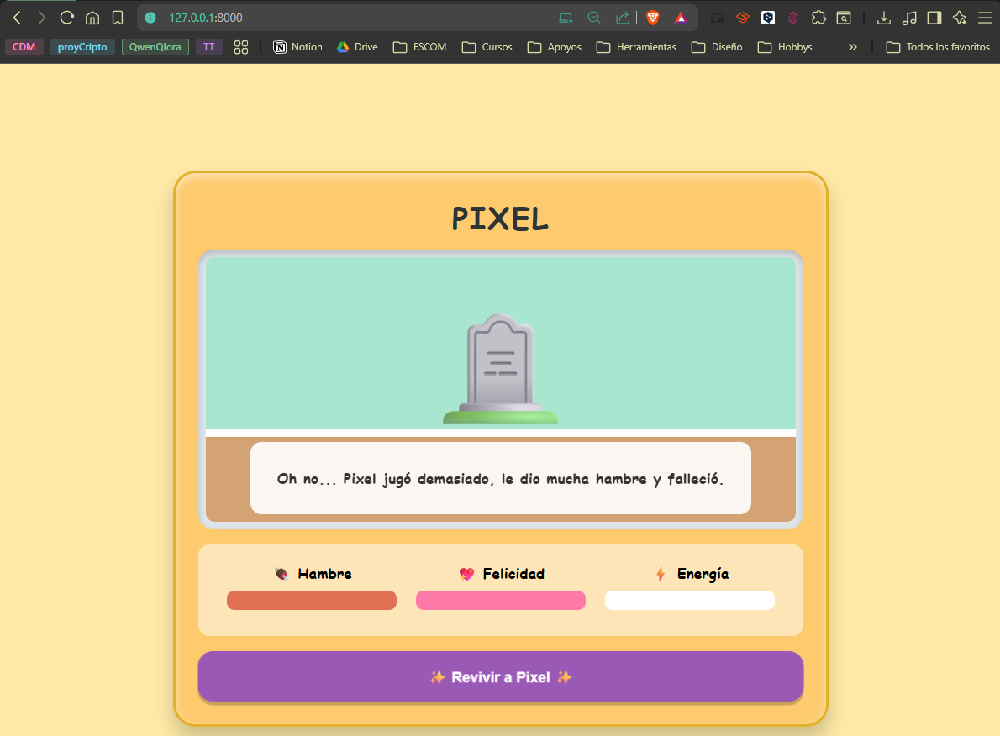 127.0.0.1:8000
CDM proyCripto QwenQlora TT Notion Drive ESCOM Cursos Apoyos Herramientas Diseño Hobbys » Todos los favoritos
PIXEL
Oh no... Pixel jugó demasiado, le dio mucha hambre y falleció.
Hambre Felicidad Energía
✨ Revivir a Pixel ✨